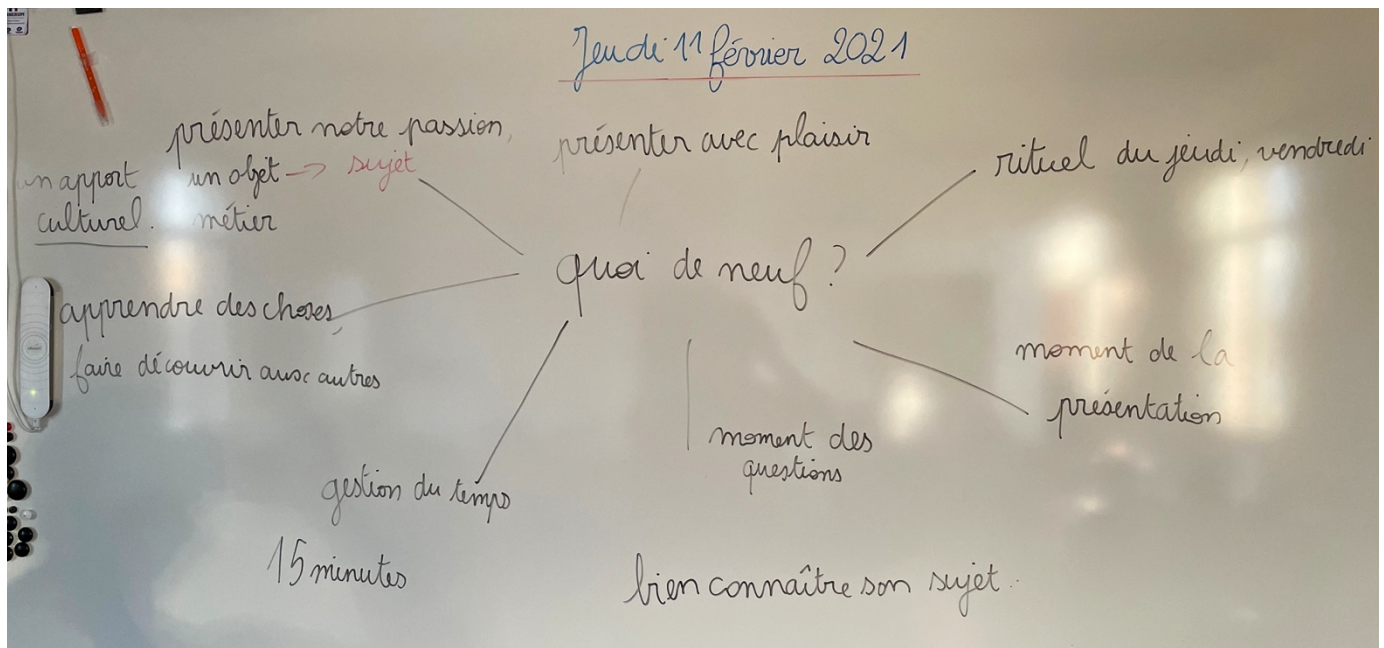 Jeudi 11 février 2021
présenter notre passion,
un objet → sujet
métier
un apport
culturel.
présenter avec plaisir
rituel du jeudi, vendredi
quoi de neuf ?
apprendre des choses,
faire découvrir aux autres
moment de la
présentation
moment des
questions
gestion du temps
15 minutes
bien connaître son sujet.